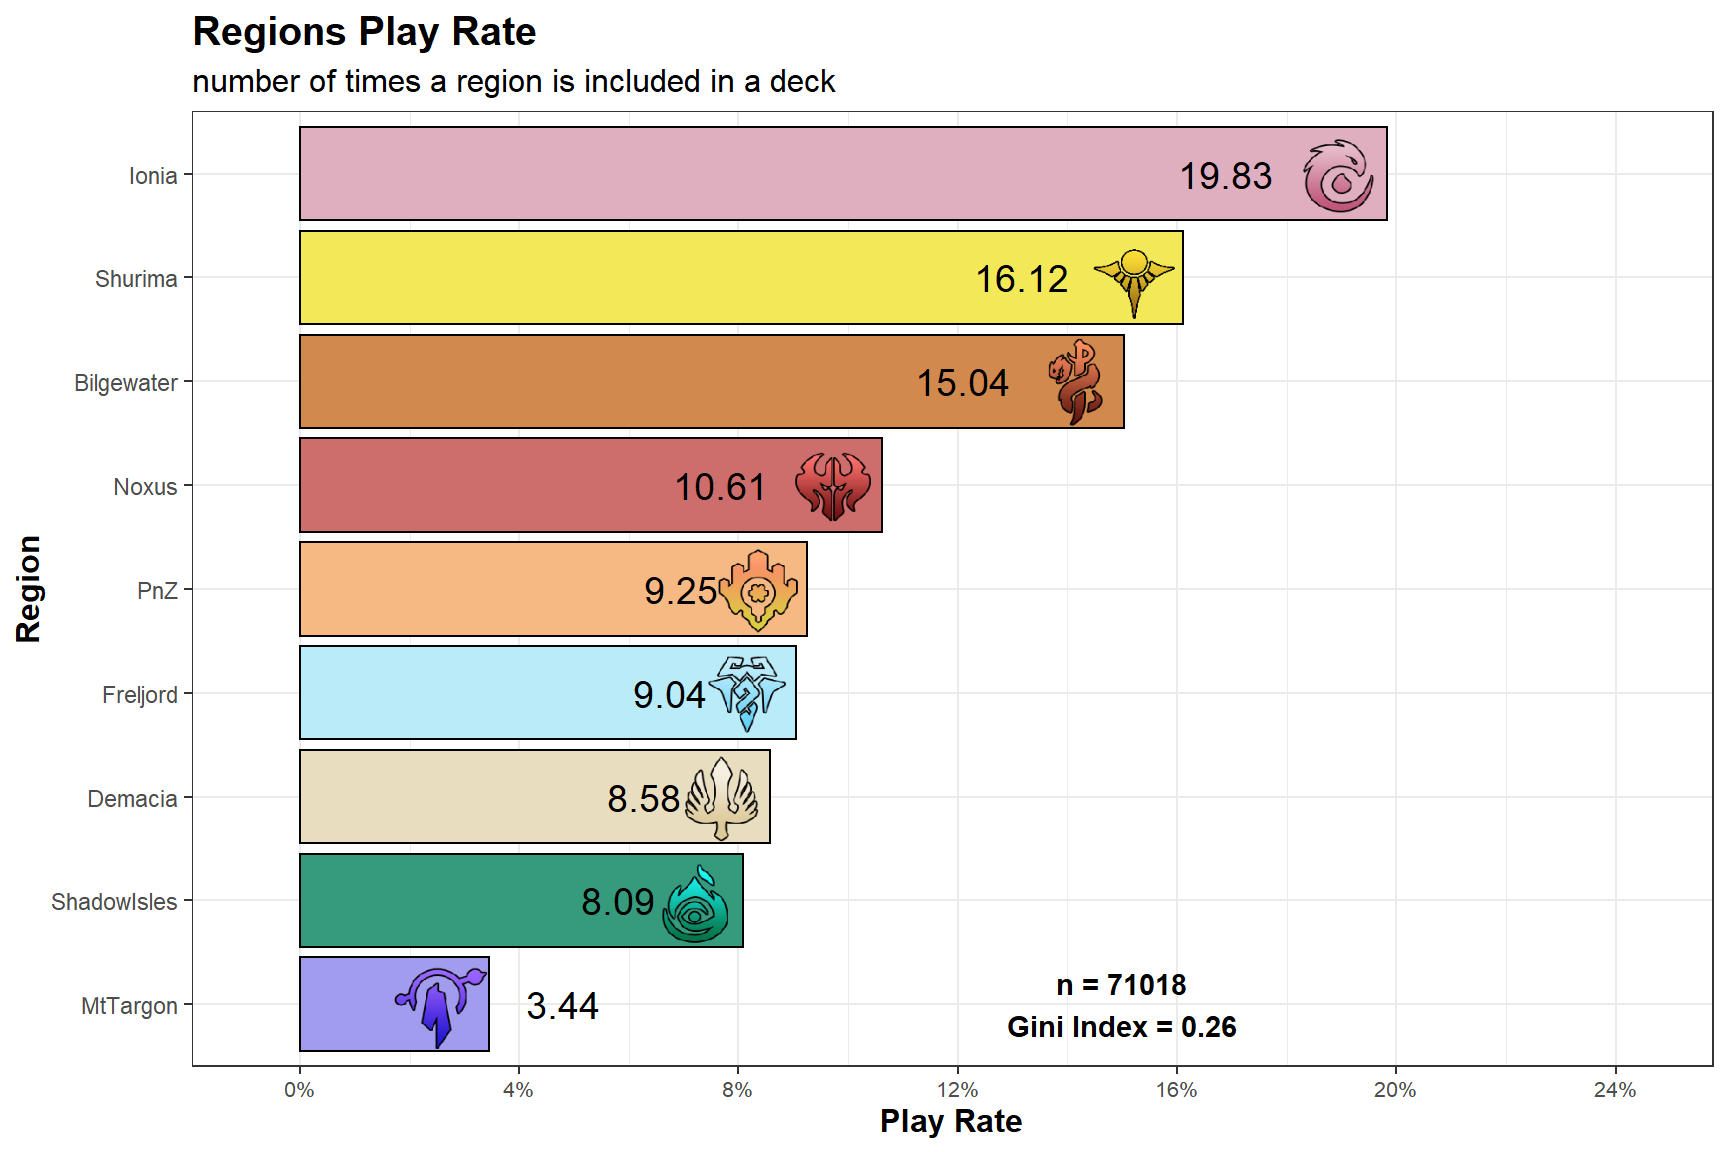 Regions Play Rate
number of times a region is included in a deck
Region
Ionia
19.83
Shurima
16.12
Bilgewater
15.04
Noxus
10.61
PnZ
9.25
Freljord
9.04
Demacia
8.58
ShadowIsles
8.09
MtTargon
3.44
n = 71018
Gini Index = 0.26
0% 4% 8% 12% 16% 20% 24%
Play Rate